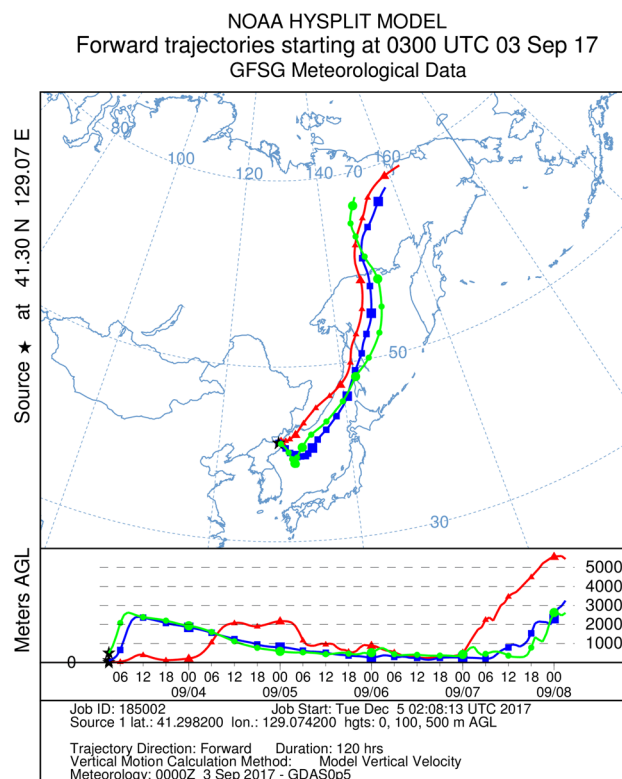 NOAA HYSPLIT MODEL
Forward trajectories starting at 0300 UTC 03 Sep 17
GFSG Meteorological Data
Source ★ at 41.30 N 129.07 E
80
100
120
140
70
160
50
30
Meters AGL
0
5000
4000
3000
2000
1000
06 12 18 00 06 12 18 00 06 12 18 00 06 12 18 00 06 12 18 00
09/04 09/05 09/06 09/07 09/08
Job ID: 185002 Job Start: Tue Dec 5 02:08:13 UTC 2017
Source 1 lat.: 41.298200 lon.: 129.074200 hgts: 0, 100, 500 m AGL
Trajectory Direction: Forward Duration: 120 hrs
Vertical Motion Calculation Method: Model Vertical Velocity
Meteorology: 0000Z 3 Sep 2017 - GDAS0p5